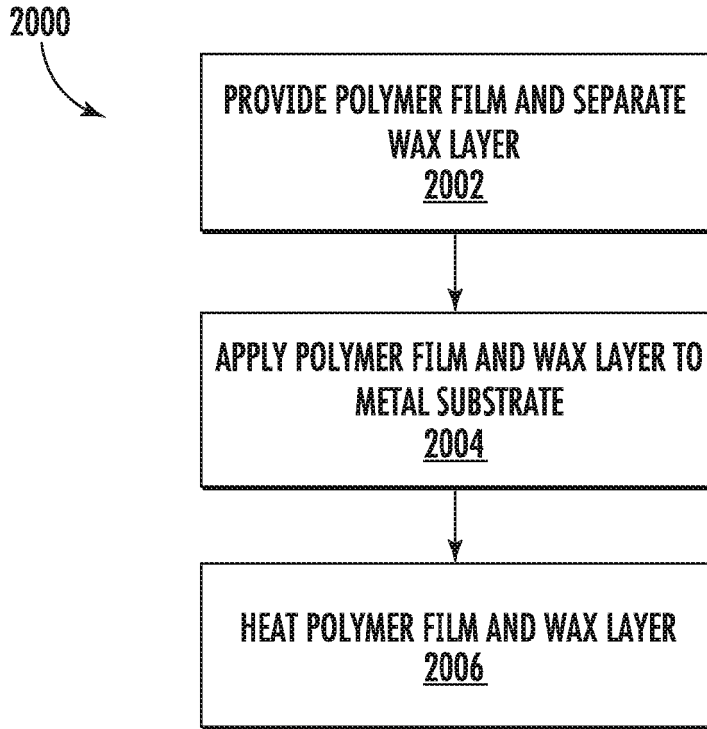 2000
PROVIDE POLYMER FILM AND SEPARATE
WAX LAYER
2002
APPLY POLYMER FILM AND WAX LAYER TO
METAL SUBSTRATE
2004
HEAT POLYMER FILM AND WAX LAYER
2006